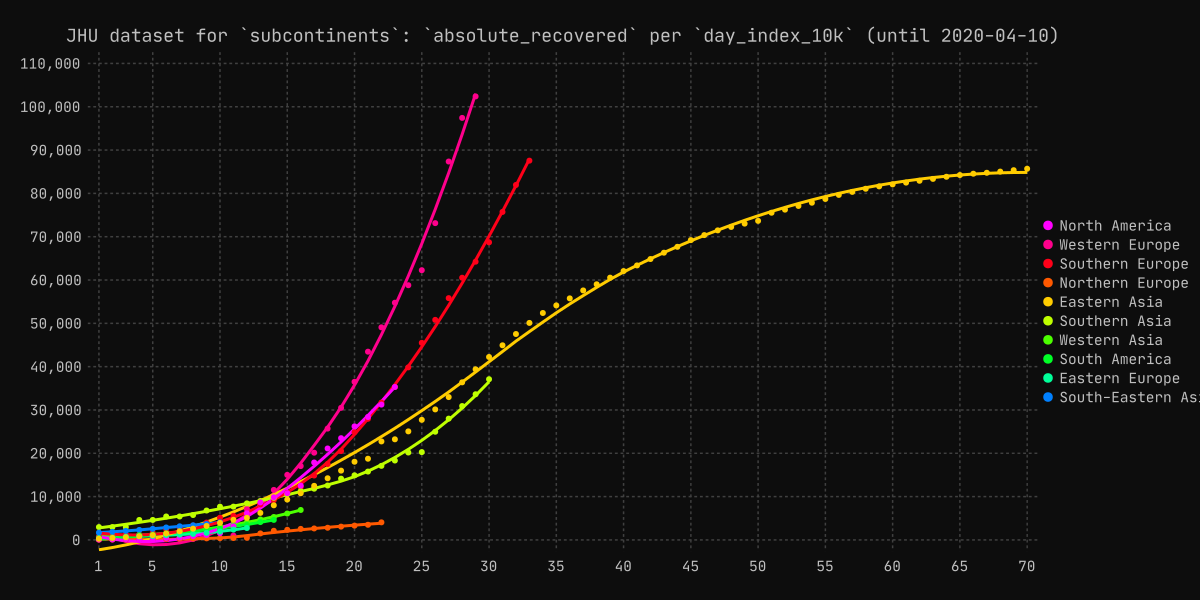 JHU dataset for `subcontinents`: `absolute_recovered` per `day_index_10k` (until 2020-04-10)
110,000
100,000
90,000
80,000
70,000
60,000
50,000
40,000
30,000
20,000
10,000
0
1 5 10 15 20 25 30 35 40 45 50 55 60 65 70
North America
Western Europe
Southern Europe
Northern Europe
Eastern Asia
Southern Asia
Western Asia
South America
Eastern Europe
South-Eastern Asi